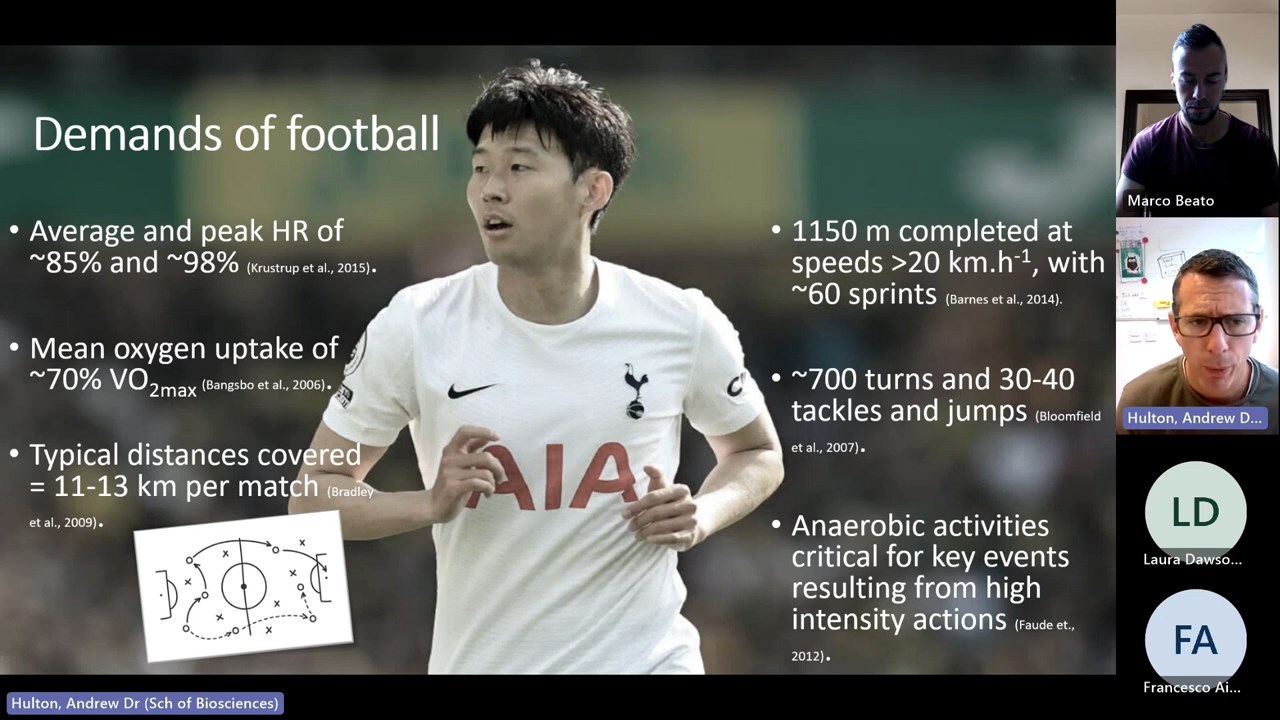 Demands of football
• Average and peak HR of
~85% and ~98% (Krustrup et al., 2015).
• Mean oxygen uptake of
~70% VO2max (Bangsbo et al., 2006).
• Typical distances covered
= 11-13 km per match (Bradley
et al., 2009).
• 1150 m completed at
speeds >20 km.h-1, with
~60 sprints (Barnes et al., 2014).
• ~700 turns and 30-40
tackles and jumps (Bloomfield
et al., 2007).
• Anaerobic activities
critical for key events
resulting from high
intensity actions (Faude et.,
2012).
AIA
Marco Beato
Hulton, Andrew D...
LD
Laura Dawso...
FA
Francesco Ai...
Hulton, Andrew Dr (Sch of Biosciences)